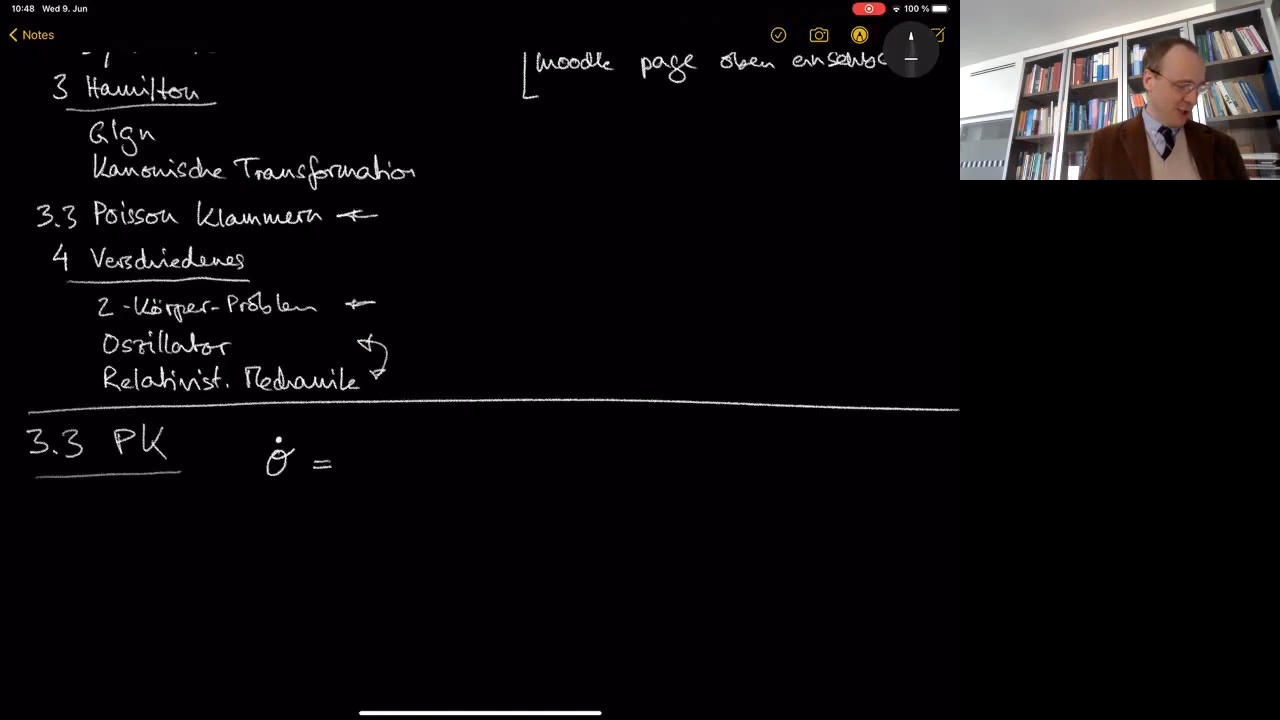 10:48 Wed 9. Jun
100 %
Notes
moodle page oben
3 Hamilton
Glgn
Kanonische Transformation
3.3 Poisson Klammern ←
4 Verschiedenes
2-Körper-Problem ←
Oszillator
Relativist. Mechanik
3.3 PK
=